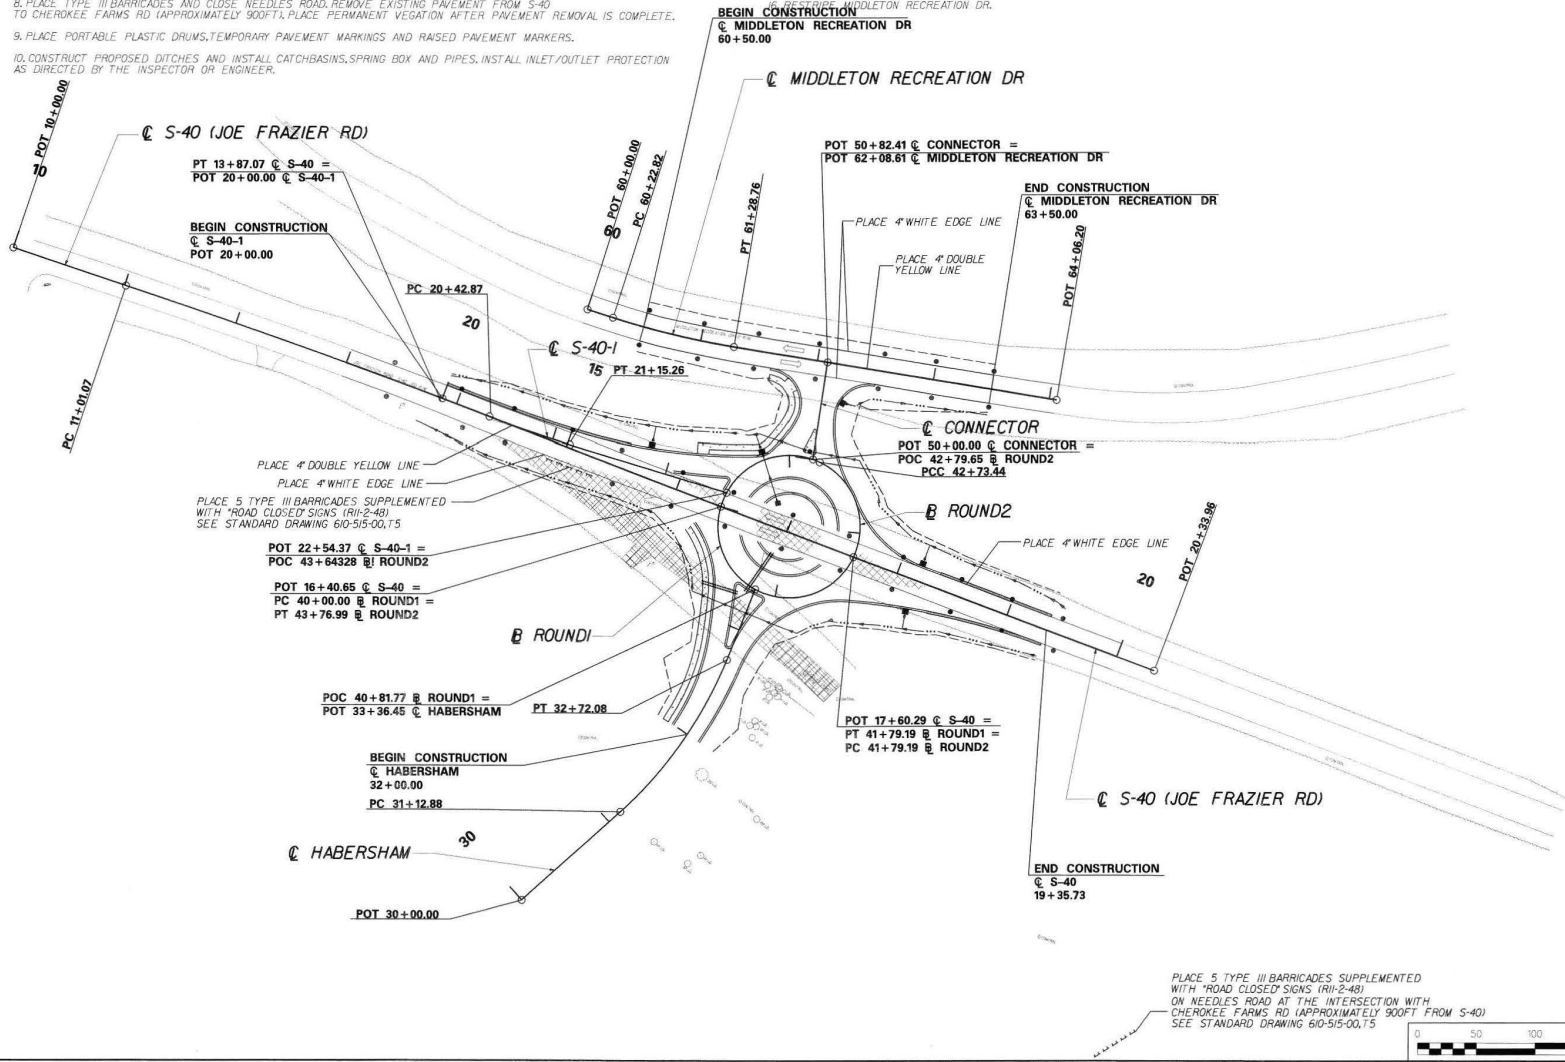 8. PLACE TYPE III BARRICADES AND CLOSE NEEDLES ROAD. REMOVE EXISTING PAVEMENT FROM S-40
TO CHEROKEE FARMS RD (APPROXIMATELY 900FT). PLACE PERMANENT VEGATION AFTER PAVEMENT REMOVAL IS COMPLETE.
9. PLACE PORTABLE PLASTIC DRUMS, TEMPORARY PAVEMENT MARKINGS AND RAISED PAVEMENT MARKERS.
10. CONSTRUCT PROPOSED DITCHES AND INSTALL CATCHBASINS, SPRING BOX AND PIPES. INSTALL INLET/OUTLET PROTECTION
AS DIRECTED BY THE INSPECTOR OR ENGINEER.
16. RESTRIPE MIDDLETON RECREATION DR.
BEGIN CONSTRUCTION
℄ MIDDLETON RECREATION DR
60+50.00
℄ MIDDLETON RECREATION DR
POT 10+00.00
10
℄ S-40 (JOE FRAZIER RD)
PT 13+87.07 ℄ S-40 =
POT 20+00.00 ℄ S-40-1
BEGIN CONSTRUCTION
℄ S-40-1
POT 20+00.00
POT 60+00.00
60
PC 60+22.82
PT 61+28.76
POT 50+82.41 ℄ CONNECTOR =
POT 62+08.61 ℄ MIDDLETON RECREATION DR
END CONSTRUCTION
℄ MIDDLETON RECREATION DR
63+50.00
PLACE 4" WHITE EDGE LINE
PLACE 4" DOUBLE
YELLOW LINE
POT 64+06.20
PC 20+42.87
20
℄ S-40-1
15
PT 21+15.26
PC 11+01.07
℄ CONNECTOR
POT 50+00.00 ℄ CONNECTOR =
POC 42+79.65 B ROUND2
PCC 42+73.44
PLACE 4" DOUBLE YELLOW LINE
PLACE 4" WHITE EDGE LINE
PLACE 5 TYPE III BARRICADES SUPPLEMENTED
WITH "ROAD CLOSED" SIGNS (R11-2-48)
SEE STANDARD DRAWING 610-515-00, T5
B ROUND2
PLACE 4" WHITE EDGE LINE
20
POT 20+33.96
POT 22+54.37 ℄ S-40-1 =
POC 43+64328 B! ROUND2
POT 16+40.65 ℄ S-40 =
PC 40+00.00 B ROUND1 =
PT 43+76.99 B ROUND2
B ROUND1
POC 40+81.77 B ROUND1 =
POT 33+36.45 ℄ HABERSHAM
PT 32+72.08
POT 17+60.29 ℄ S-40 =
PT 41+79.19 B ROUND1 =
PC 41+79.19 B ROUND2
BEGIN CONSTRUCTION
℄ HABERSHAM
32+00.00
PC 31+12.88
℄ S-40 (JOE FRAZIER RD)
30
℄ HABERSHAM
END CONSTRUCTION
℄ S-40
19+35.73
POT 30+00.00
PLACE 5 TYPE III BARRICADES SUPPLEMENTED
WITH "ROAD CLOSED" SIGNS (R11-2-48)
ON NEEDLES ROAD AT THE INTERSECTION WITH
CHEROKEE FARMS RD (APPROXIMATELY 900FT FROM S-40)
SEE STANDARD DRAWING 610-515-00, T5
0 50 100